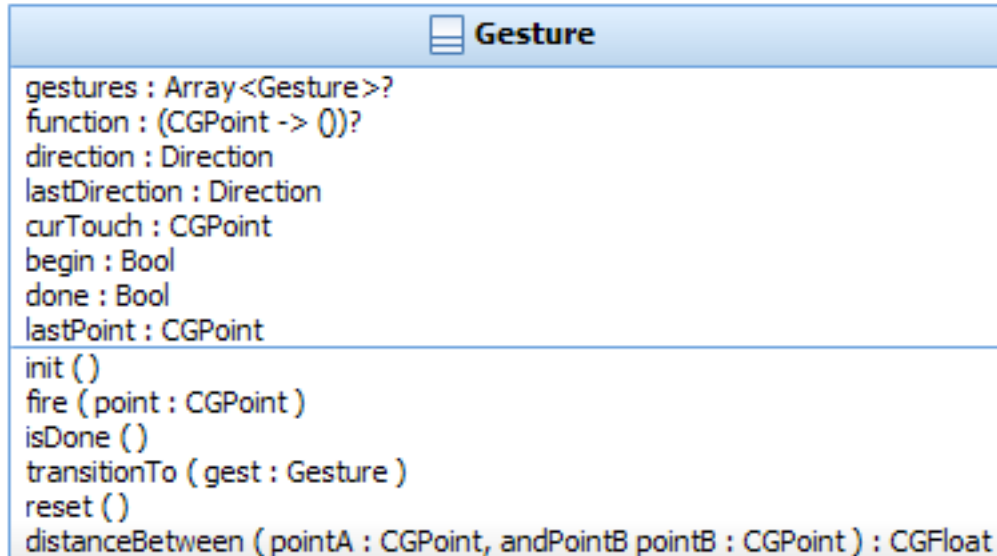 Gesture
gestures : Array<Gesture>?
function : (CGPoint -> ())?
direction : Direction
lastDirection : Direction
curTouch : CGPoint
begin : Bool
done : Bool
lastPoint : CGPoint
init ( )
fire ( point : CGPoint )
isDone ( )
transitionTo ( gest : Gesture )
reset ( )
distanceBetween ( pointA : CGPoint, andPointB pointB : CGPoint ) : CGFloat